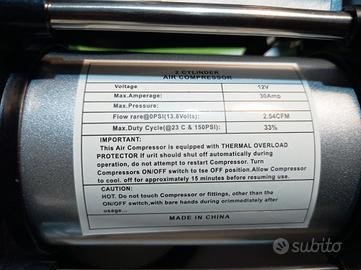 2 CYLINDER
AIR COMPRESSOR
Voltage 12V
Max.Amperage: 30Amp
Max.Pressure:
Flow rare@0PSI(13.8Volts): 2.54CFM
Max.Duty Cycle(@23 C & 150PSI): 33%
IMPORTANT:
This Air Compressor is equipped with THERMAL OVERLOAD
PROTECTOR If unit should shut off automatically during
operation, do not attempt to restart Compressor. Turn
Compressors ON/OFF switch to tse OFF position.Allow Compressor
to cool. off for approximately 15 minutes before resuming use.
CAUTION:
HOT. Do not touch Compressor or fittings, other than the
ON/OFF switch,with bare hands during orimmediately after
usage...
MADE IN CHINA
subito